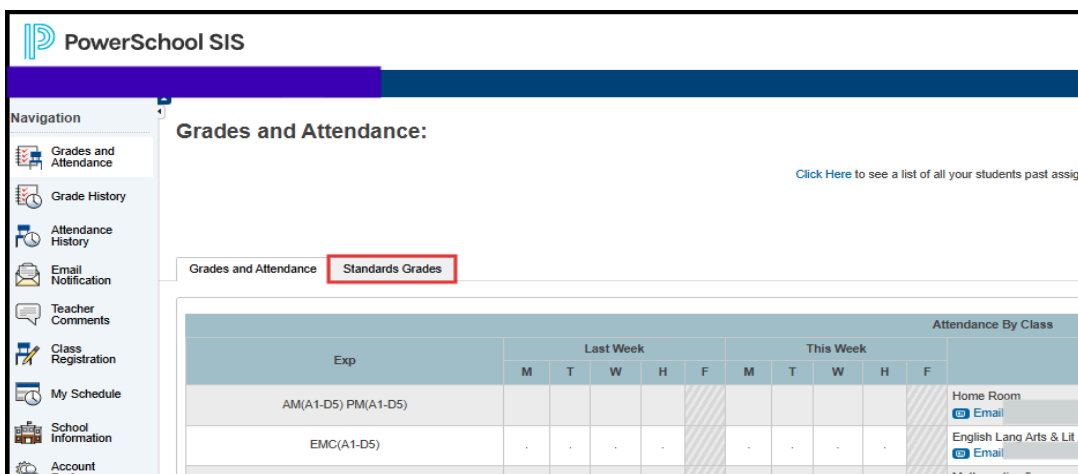 PowerSchool SIS
Navigation
Grades and
Attendance
Grade History
Attendance
History
Email
Notification
Teacher
Comments
Class
Registration
My Schedule
School
Information
Account
Grades and Attendance:
Click Here to see a list of all your students past assig
Grades and Attendance Standards Grades
Attendance By Class
Exp Last Week This Week
M T W H F M T W H F
AM(A1-D5) PM(A1-D5) Home Room
Email
EMC(A1-D5) . . . . . . . . English Lang Arts & Lit
Email